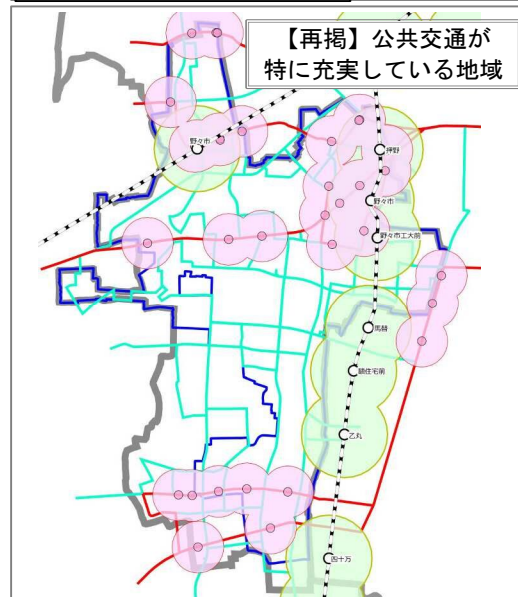 【再掲】公共交通が
特に充実している地域
野々市
押野
野々市
野々市工大前
馬替
額住宅前
乙丸
四十万